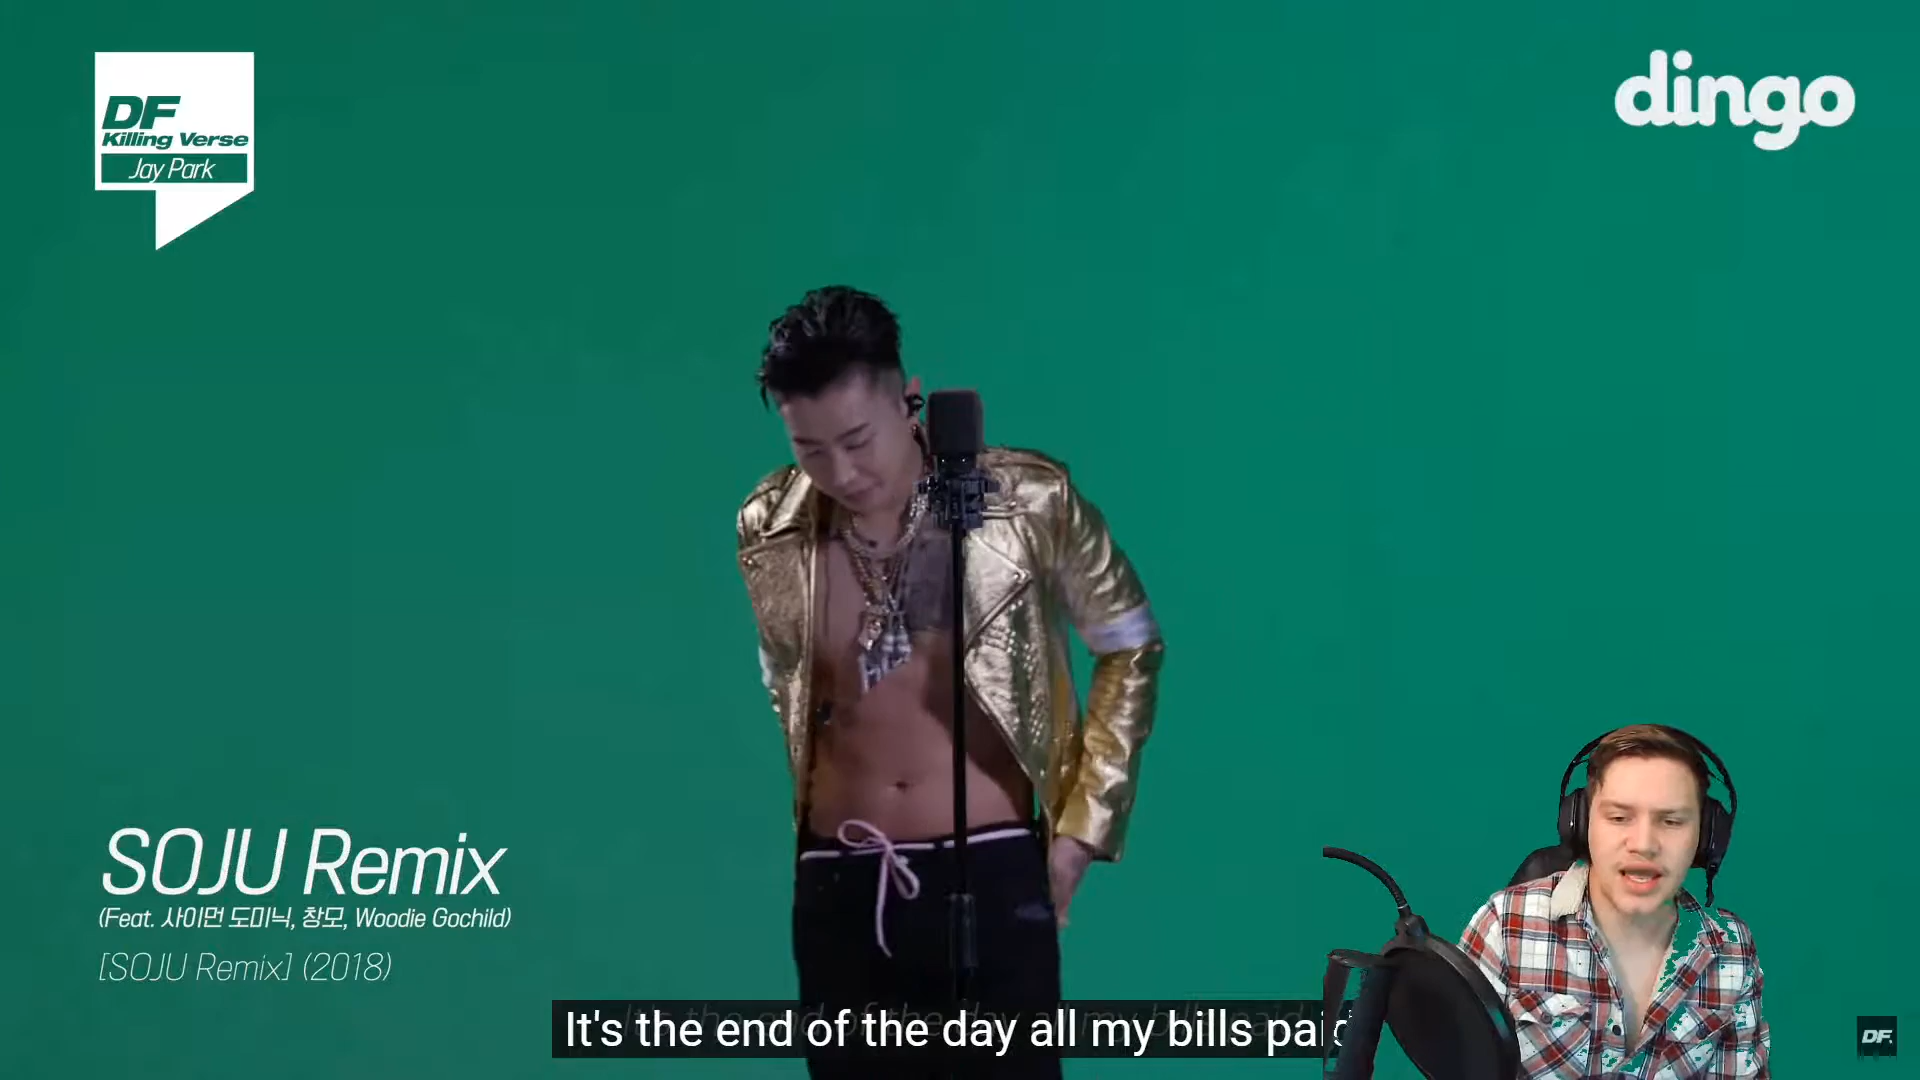 DF
Killing Verse
Jay Park
dingo
SOJU Remix
(Feat. 사이먼 도미닉, 창모, Woodie Gochild)
[SOJU Remix] (2018)
It's the end of the day all my bills paid
DF.